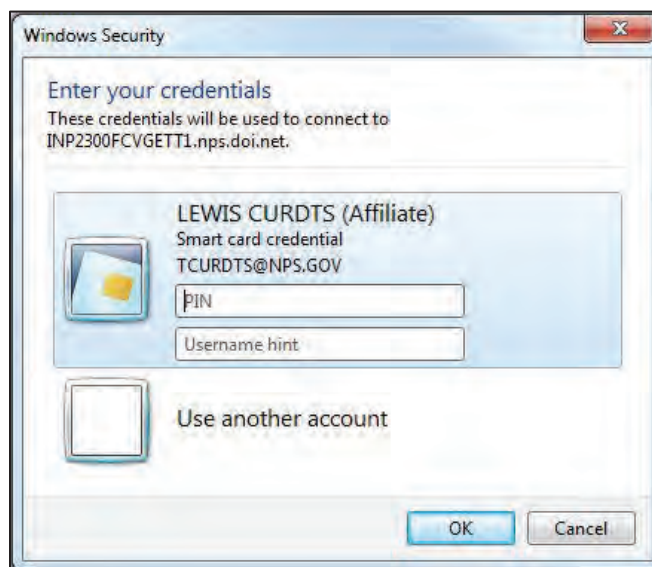 Windows Security
Enter your credentials
These credentials will be used to connect to
INP2300FCVGETT1.nps.doi.net.
LEWIS CURDTS (Affiliate)
Smart card credential
TCURDTS@NPS.GOV
PIN
Username hint
Use another account
OK
Cancel